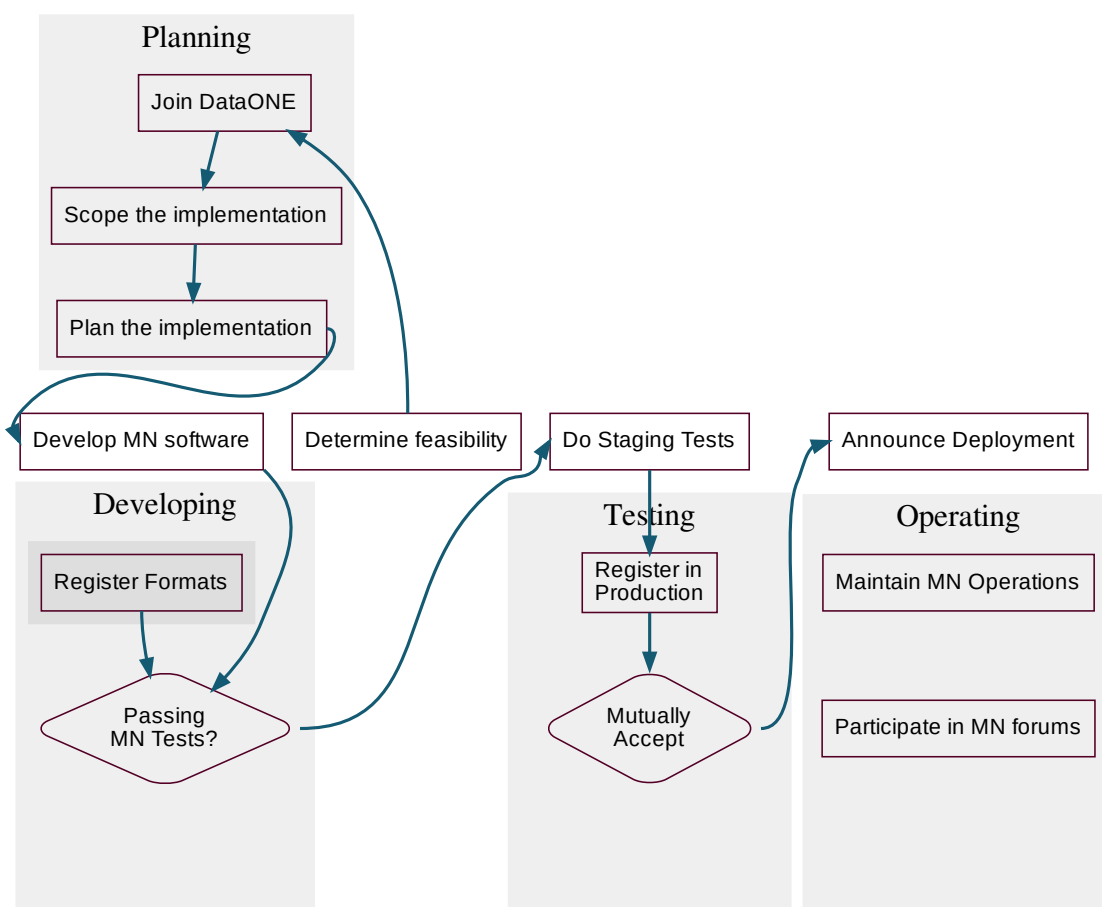 Planning
Join DataONE
Scope the implementation
Plan the implementation
Develop MN software
Determine feasibility
Do Staging Tests
Announce Deployment
Developing
Register Formats
Passing
MN Tests?
Testing
Register in
Production
Mutually
Accept
Operating
Maintain MN Operations
Participate in MN forums